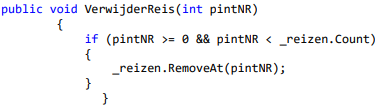 public void VerwijderReis(int pintNR)
{
if (pintNR >= 0 && pintNR < _reizen.Count)
{
_reizen.RemoveAt(pintNR);
}
}